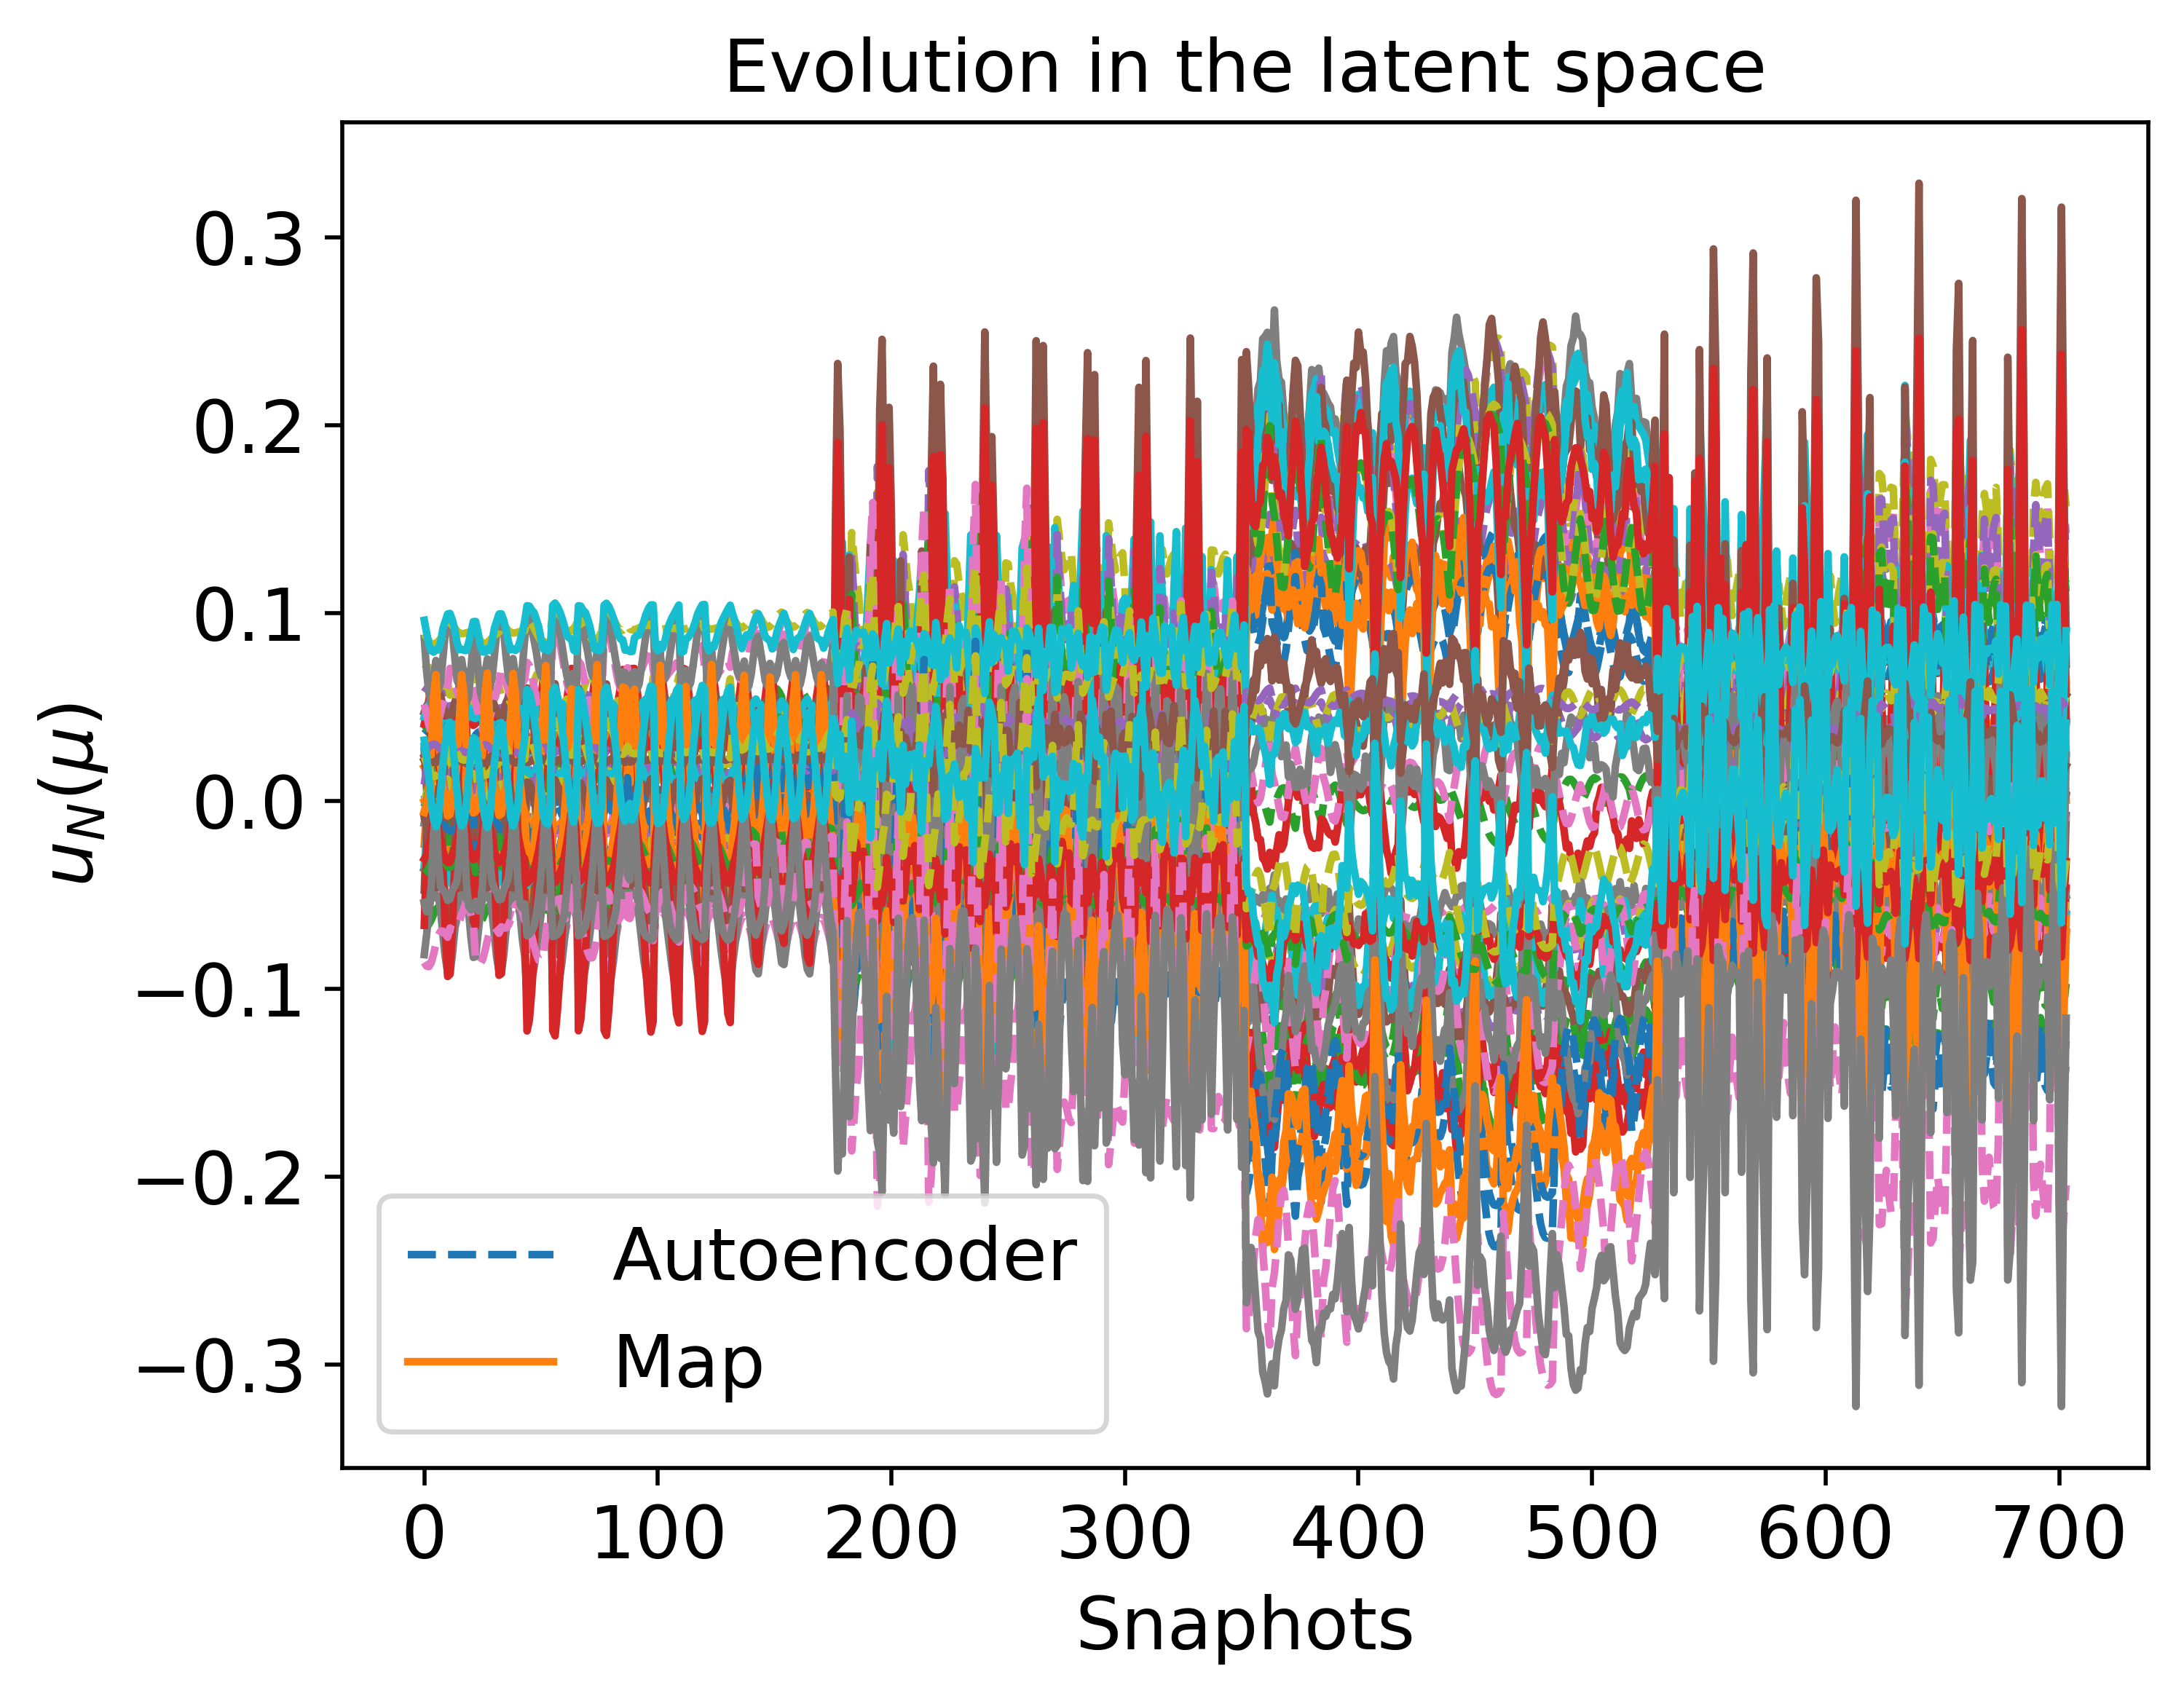 Evolution in the latent space
0.3
0.2
0.1
0.0
−0.1
−0.2
−0.3
u_N(μ)
Autoencoder
Map
0 100 200 300 400 500 600 700
Snaphots